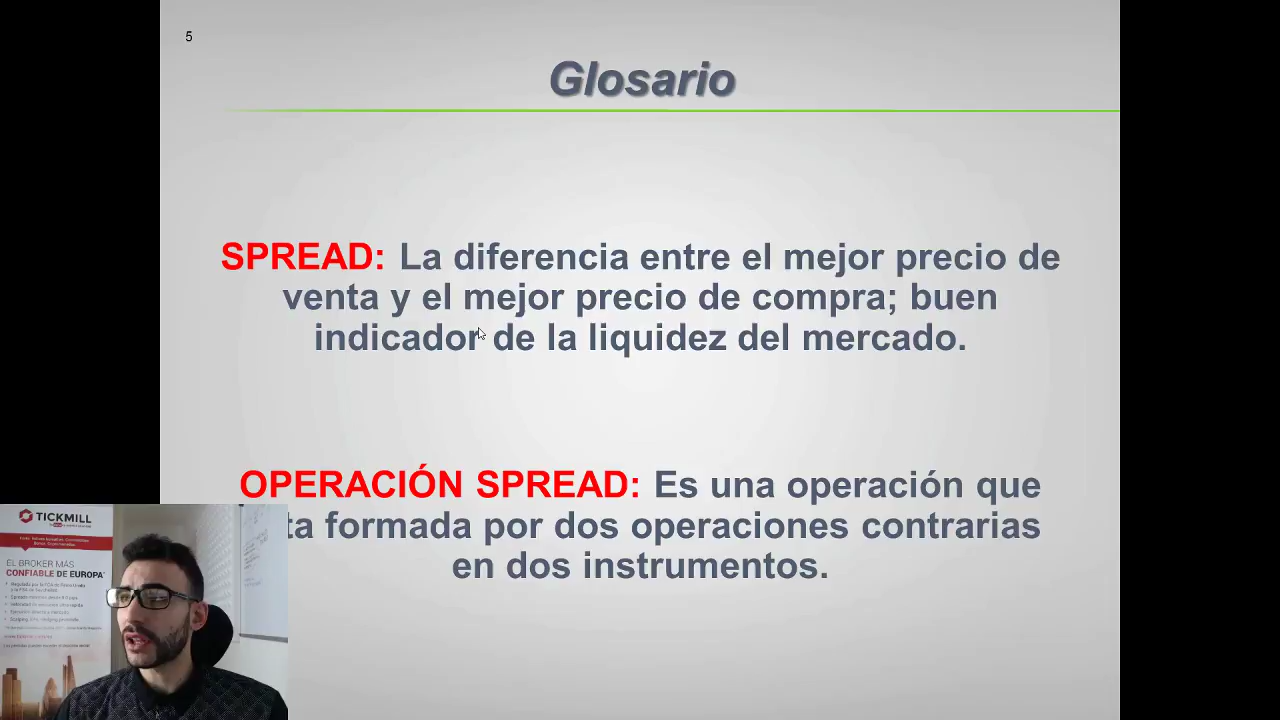 5
Glosario
SPREAD: La diferencia entre el mejor precio de
venta y el mejor precio de compra; buen
indicador de la liquidez del mercado.
OPERACIÓN SPREAD: Es una operación que
ta formada por dos operaciones contrarias
en dos instrumentos.
TICKMILL
EL BROKER MÁS
CONFIABLE DE EUROPA*